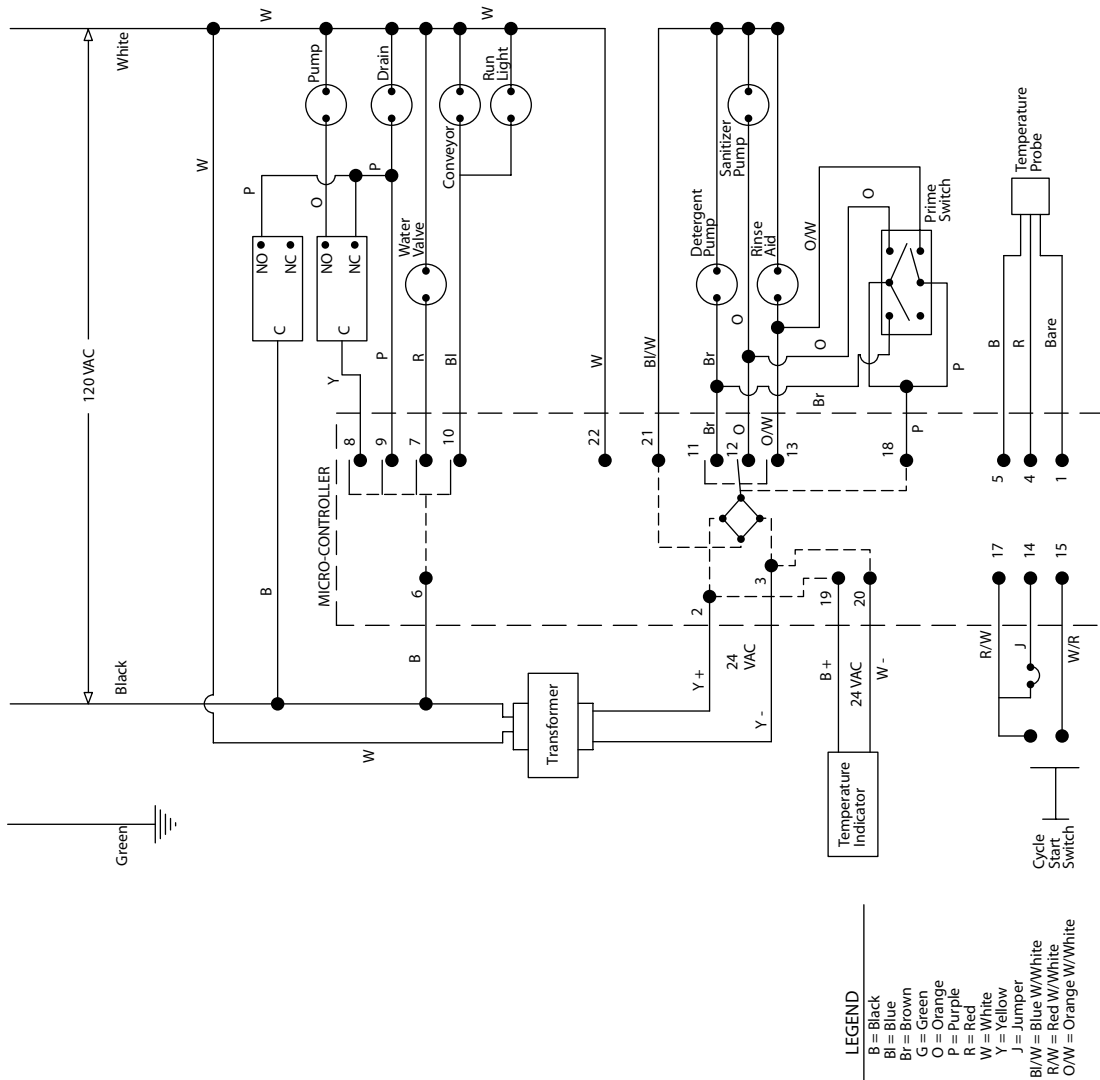 120 VAC
White
Black
Green
W
W
W
W
Pump
Drain
Run
Light
Conveyor
Water
Valve
P
O
P
NO
NC
C
NO
NC
C
Y
P
R
Bl
B
B
MICRO-CONTROLLER
8
9
7
10
6
22
W
21
Bl/W
Transformer
Y +
24
VAC
Y -
2
3
Detergent
Pump
Sanitizer
Pump
Rinse
Aid
Br
O
O
O/W
O
Prime
Switch
Br
P
11
12
13
18
Br
O
O/W
P
19
20
B +
24 VAC
W -
Temperature
Indicator
Temperature
Probe
B
R
Bare
5
4
1
17
14
15
R/W
J
W/R
Cycle
Start
Switch
LEGEND
B = Black
Bl = Blue
Br = Brown
G = Green
O = Orange
P = Purple
R = Red
W = White
Y = Yellow
J = Jumper
Bl/W = Blue W/White
R/W = Red W/White
O/W = Orange W/White